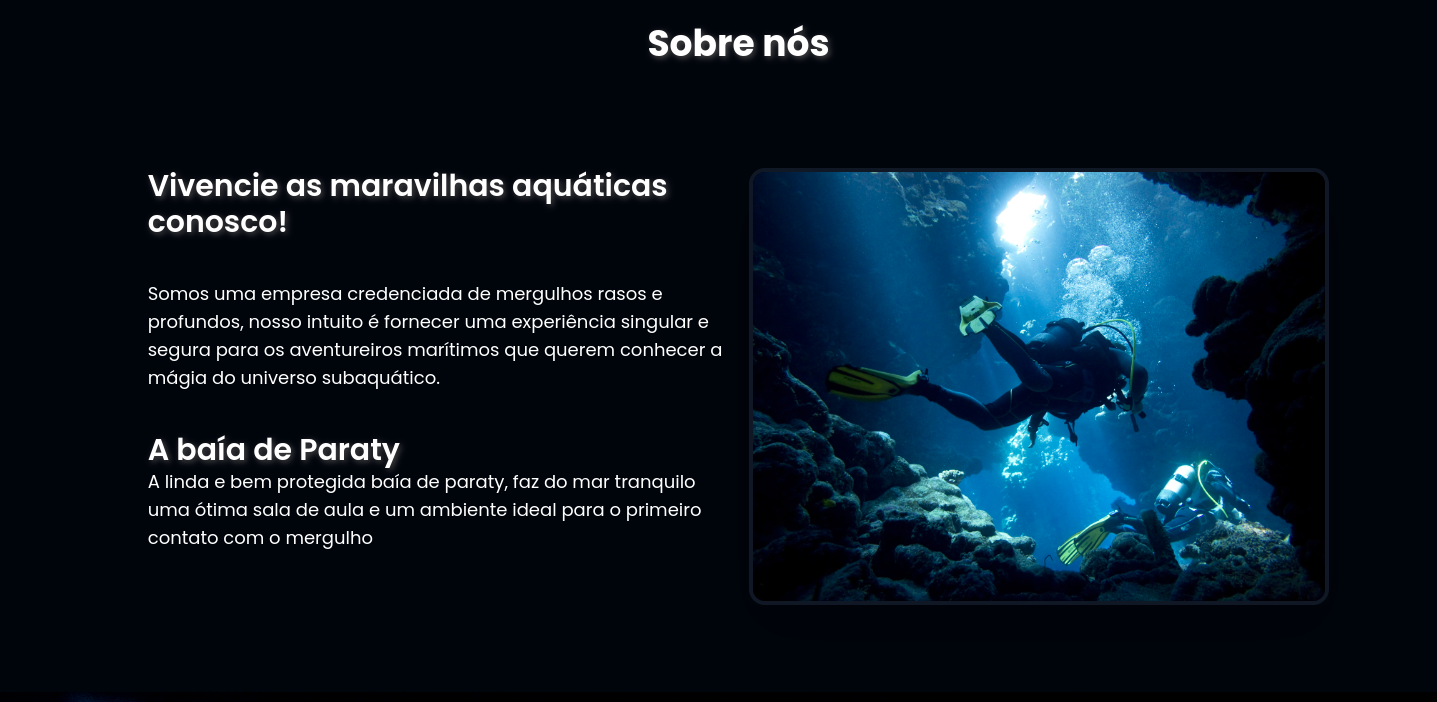 Sobre nós
Vivencie as maravilhas aquáticas
conosco!
Somos uma empresa credenciada de mergulhos rasos e
profundos, nosso intuito é fornecer uma experiência singular e
segura para os aventureiros marítimos que querem conhecer a
mágia do universo subaquático.
A baía de Paraty
A linda e bem protegida baía de paraty, faz do mar tranquilo
uma ótima sala de aula e um ambiente ideal para o primeiro
contato com o mergulho